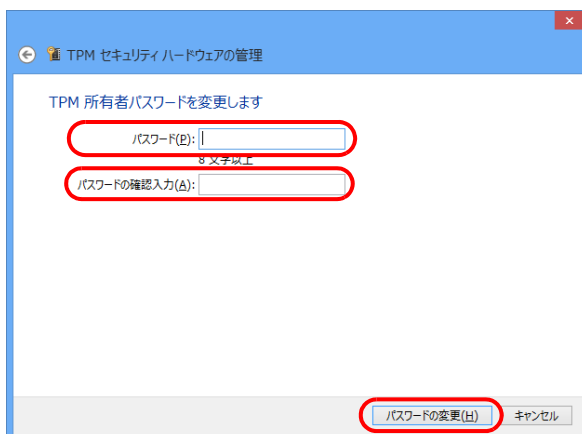 TPM セキュリティ ハードウェアの管理
TPM 所有者パスワードを変更します
パスワード(P):
8 文字以上
パスワードの確認入力(A):
パスワードの変更(H) キャンセル